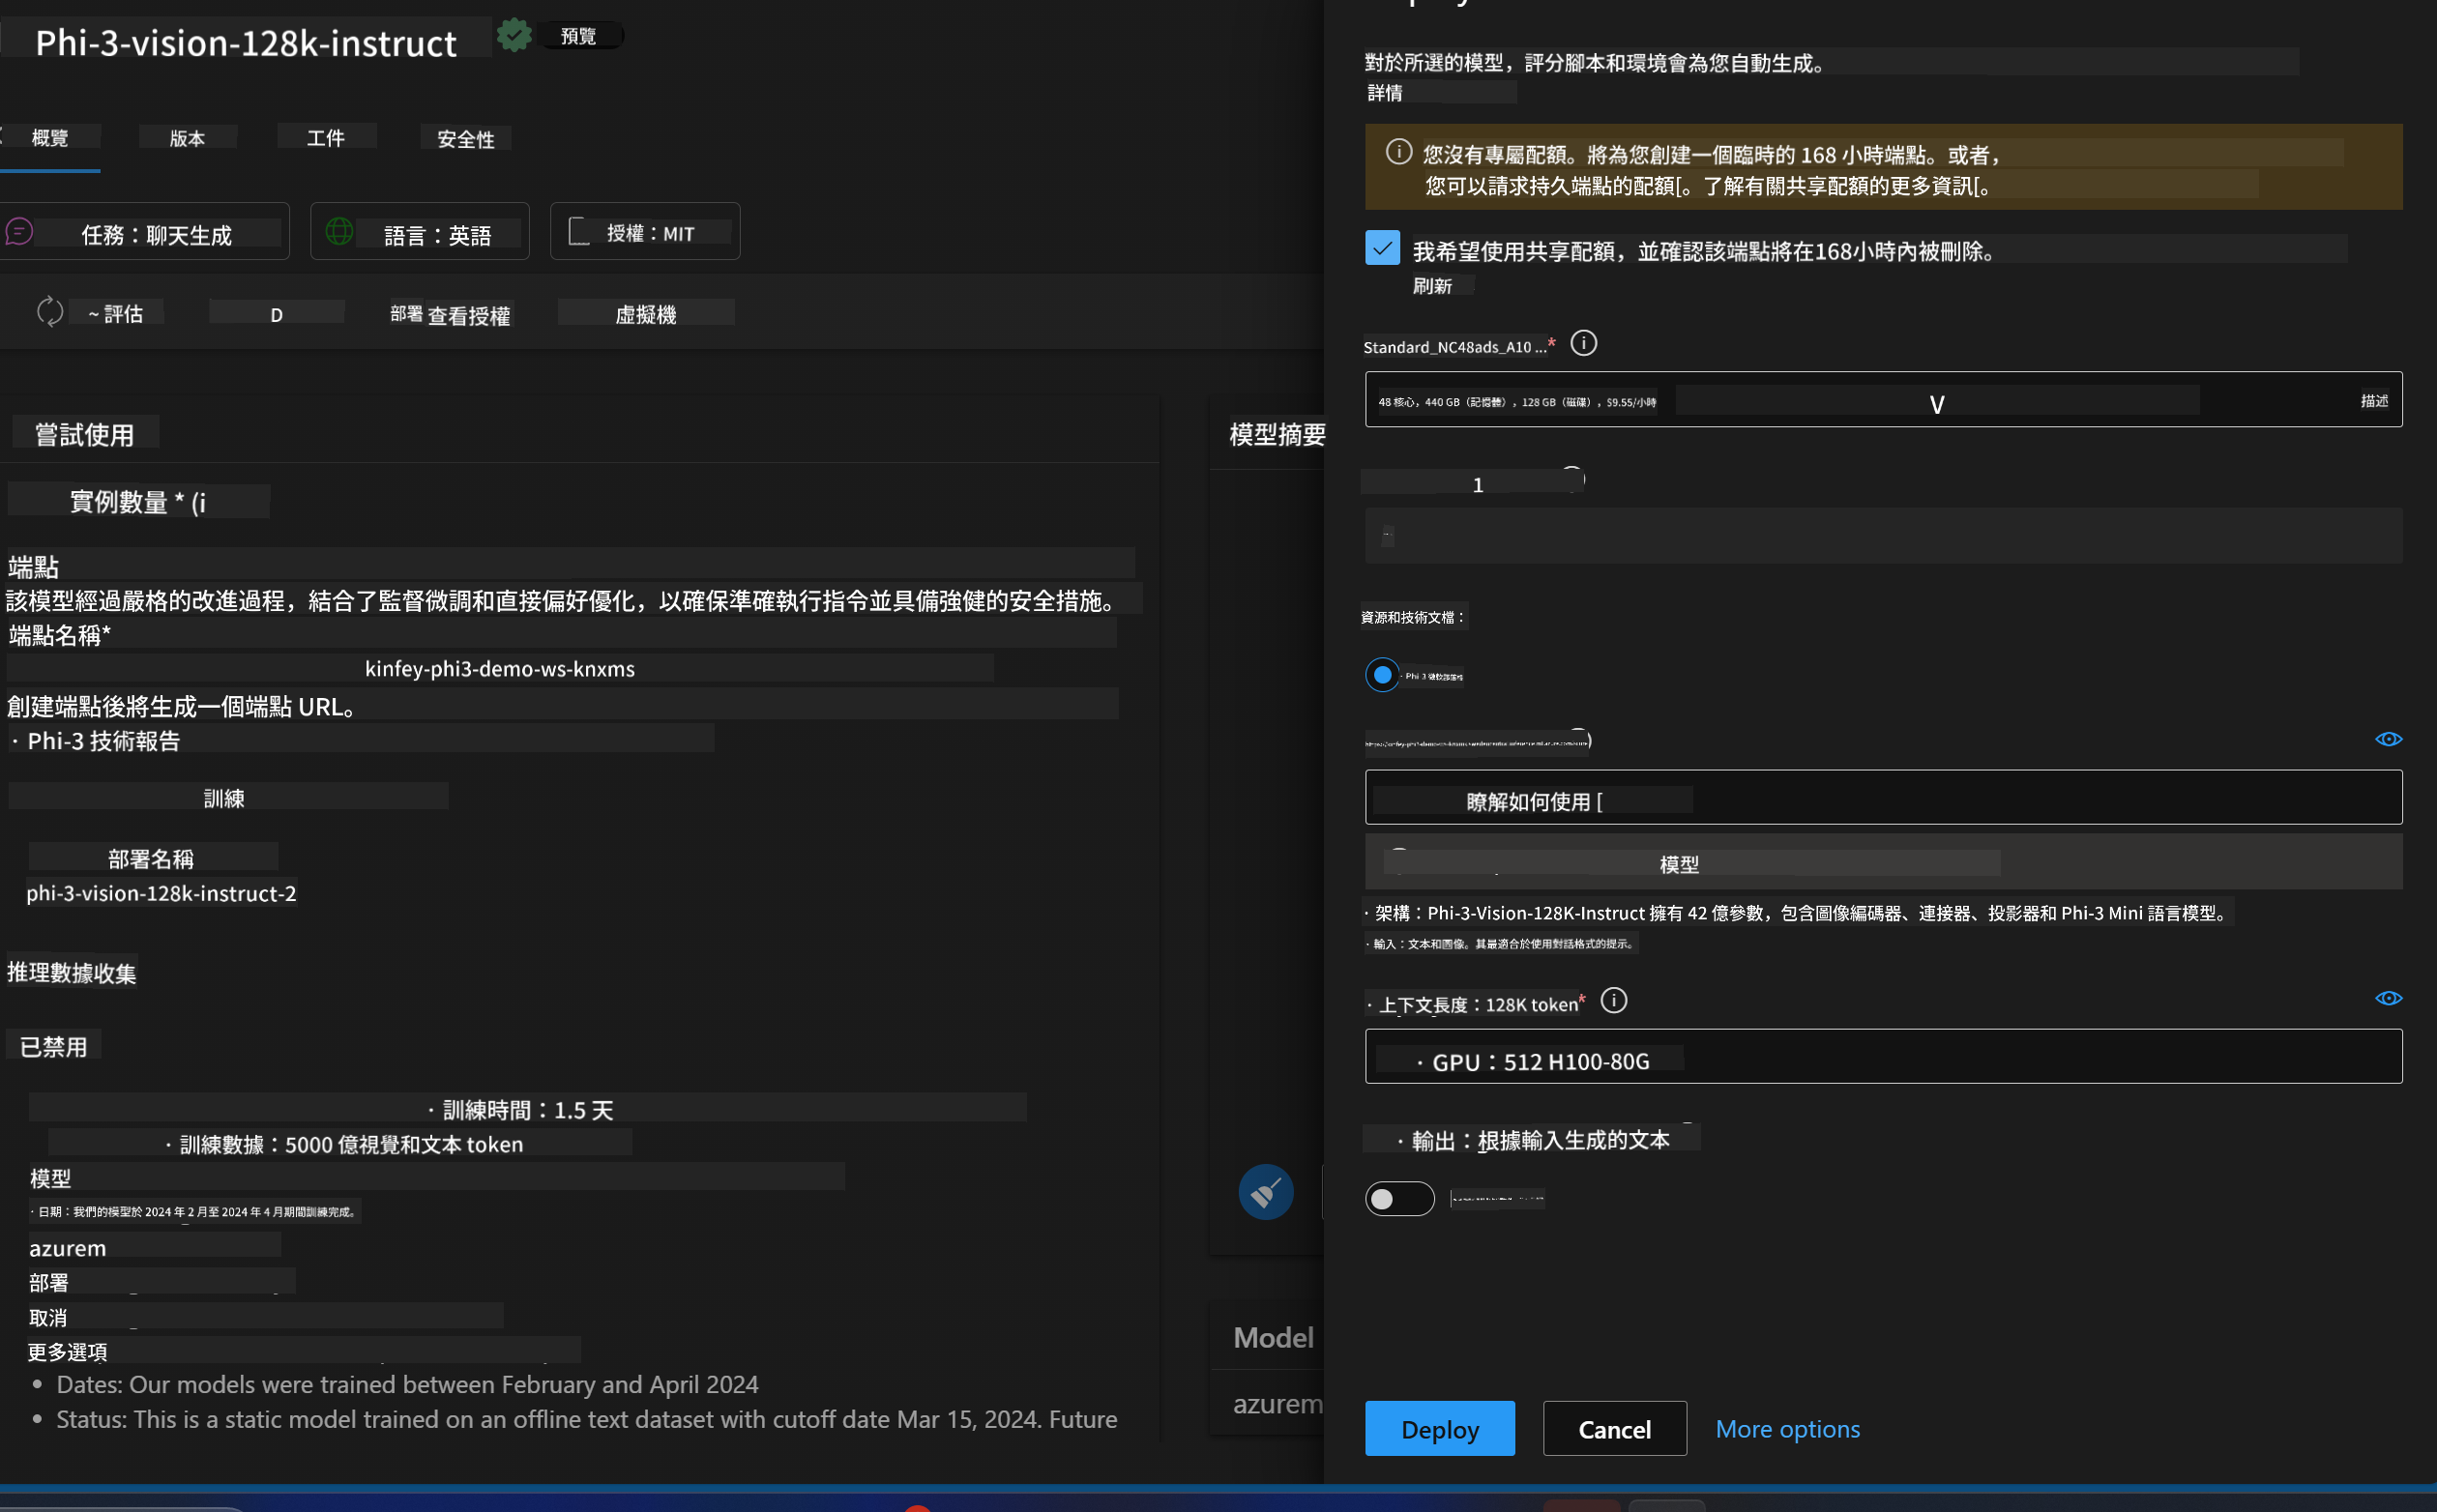 Phi-3-vision-128k-instruct
預覽
概覽
版本
工件
安全性
任務：聊天生成
語言：英語
授權：MIT
~ 評估
D
部署
查看授權
虛擬機
嘗試使用
實例數量 * (i
端點
該模型經過嚴格的改進過程，結合了監督微調和直接偏好優化，以確保準確執行指令並具備強健的安全措施。
端點名稱*
kinfey-phi3-demo-ws-knxms
創建端點後將生成一個端點 URL。
· Phi-3 技術報告
訓練
部署名稱
phi-3-vision-128k-instruct-2
推理數據收集
已禁用
· 訓練時間：1.5 天
· 訓練數據：5000 億視覺和文本 token
模型
· 日期：我們的模型於 2024 年 2 月至 2024 年 4 月期間訓練完成。
azurem
部署
取消
更多選項
• Dates: Our models were trained between February and April 2024
• Status: This is a static model trained on an offline text dataset with cutoff date Mar 15, 2024. Future
模型摘要
Model
azurem
對於所選的模型，評分腳本和環境會為您自動生成。
詳情
您沒有專屬配額。將為您創建一個臨時的 168 小時端點。或者，
您可以請求持久端點的配額[。了解有關共享配額的更多資訊[。
我希望使用共享配額，並確認該端點將在168小時內被刪除。
刷新
Standard_NC48ads_A10 ...*
48 核心，440 GB（記憶體），128 GB（磁碟），$9.55/小時
V
描述
1
資源和技術文檔：
瞭解如何使用 [
模型
· 架構：Phi-3-Vision-128K-Instruct 擁有 42 億參數，包含圖像編碼器、連接器、投影器和 Phi-3 Mini 語言模型。
· 輸入：文本和圖像。其最適合於使用對話格式的提示。
· 上下文長度：128K token*
· GPU：512 H100-80G
· 輸出：根據輸入生成的文本
Deploy
Cancel
More options